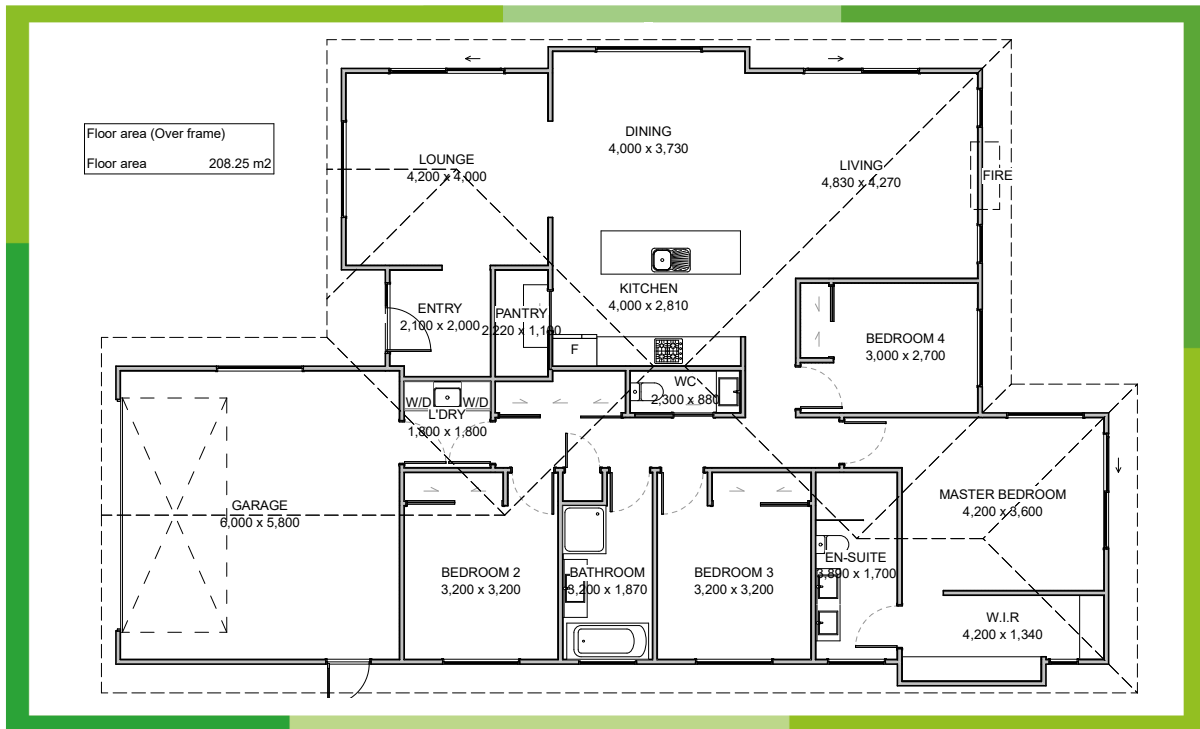 Floor area (Over frame)
Floor area 208.25 m2
DINING
4,000 x 3,730
LOUNGE
4,200 x 4,000
LIVING
4,830 x 4,270
FIRE
KITCHEN
4,000 x 2,810
ENTRY
2,100 x 2,000
PANTRY
2,220 x 1,100
F
BEDROOM 4
3,000 x 2,700
WC
2,300 x 880
W/D W/D
L'DRY
1,800 x 1,800
GARAGE
6,000 x 5,800
MASTER BEDROOM
4,200 x 3,600
EN-SUITE
3,890 x 1,700
BEDROOM 2
3,200 x 3,200
BATHROOM
3,200 x 1,870
BEDROOM 3
3,200 x 3,200
W.I.R
4,200 x 1,340